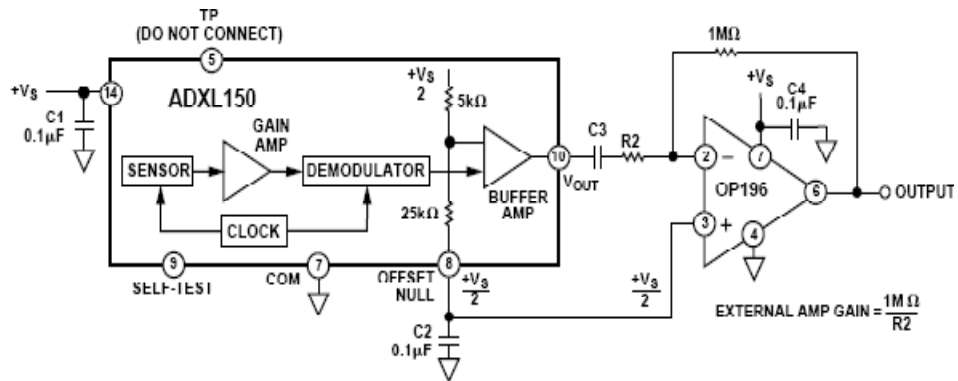 TP
(DO NOT CONNECT)
5
1MΩ
+VS
14
C1
0.1µF
ADXL150
+VS
2
5kΩ
GAIN
AMP
SENSOR
DEMODULATOR
CLOCK
25kΩ
BUFFER
AMP
10
VOUT
C3
R2
+VS
C4
0.1µF
2
−
7
OP196
6
OUTPUT
3
+
4
9
SELF-TEST
COM
7
OFFSET
NULL
8
+VS
2
+VS
2
C2
0.1µF
EXTERNAL AMP GAIN = 1MΩ
R2